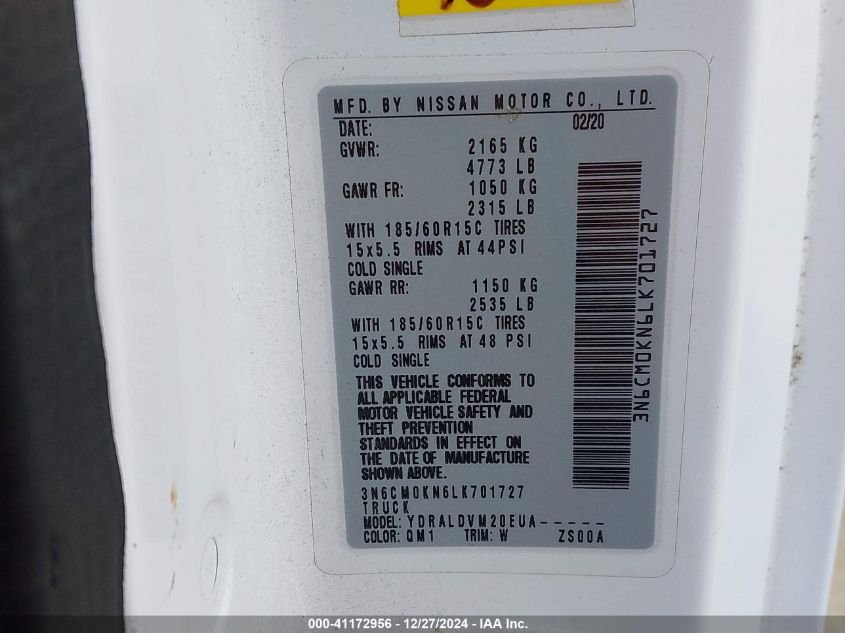 MFD. BY NISSAN MOTOR CO., LTD.
DATE: 02/20
GVWR: 2165 KG
4773 LB
GAWR FR: 1050 KG
2315 LB
WITH 185/60R15C TIRES
15x5.5 RIMS AT 44PSI
COLD SINGLE
GAWR RR: 1150 KG
2535 LB
WITH 185/60R15C TIRES
15x5.5 RIMS AT 48 PSI
COLD SINGLE
THIS VEHICLE CONFORMS TO
ALL APPLICABLE FEDERAL
MOTOR VEHICLE SAFETY AND
THEFT PREVENTION
STANDARDS IN EFFECT ON
THE DATE OF MANUFACTURE
SHOWN ABOVE.
3N6CM0KN6LK701727
TRUCK
MODEL: YDRALDVM20EUA-----
COLOR: QM1 TRIM: W ZS00A
3N6CM0KN6LK701727
000-41172956 - 12/27/2024 - IAA Inc.